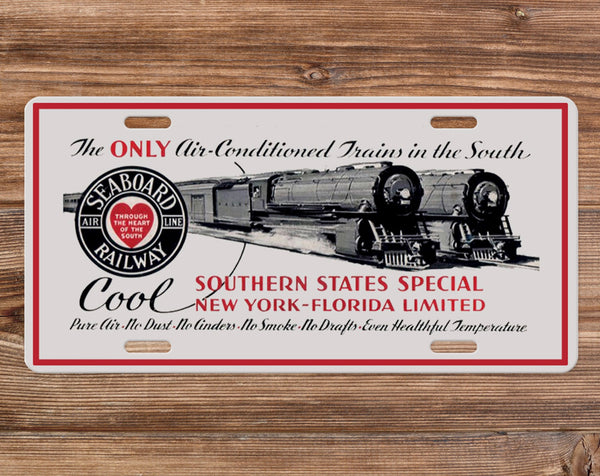 The ONLY Air-Conditioned Trains in the South
SEABOARD
AIR LINE
THROUGH THE
HEART
OF THE
SOUTH
RAILWAY
Cool
SOUTHERN STATES SPECIAL
NEW YORK-FLORIDA LIMITED
Pure Air-No Dust-No Cinders-No Smoke-No Drafts-Even Healthful Temperature